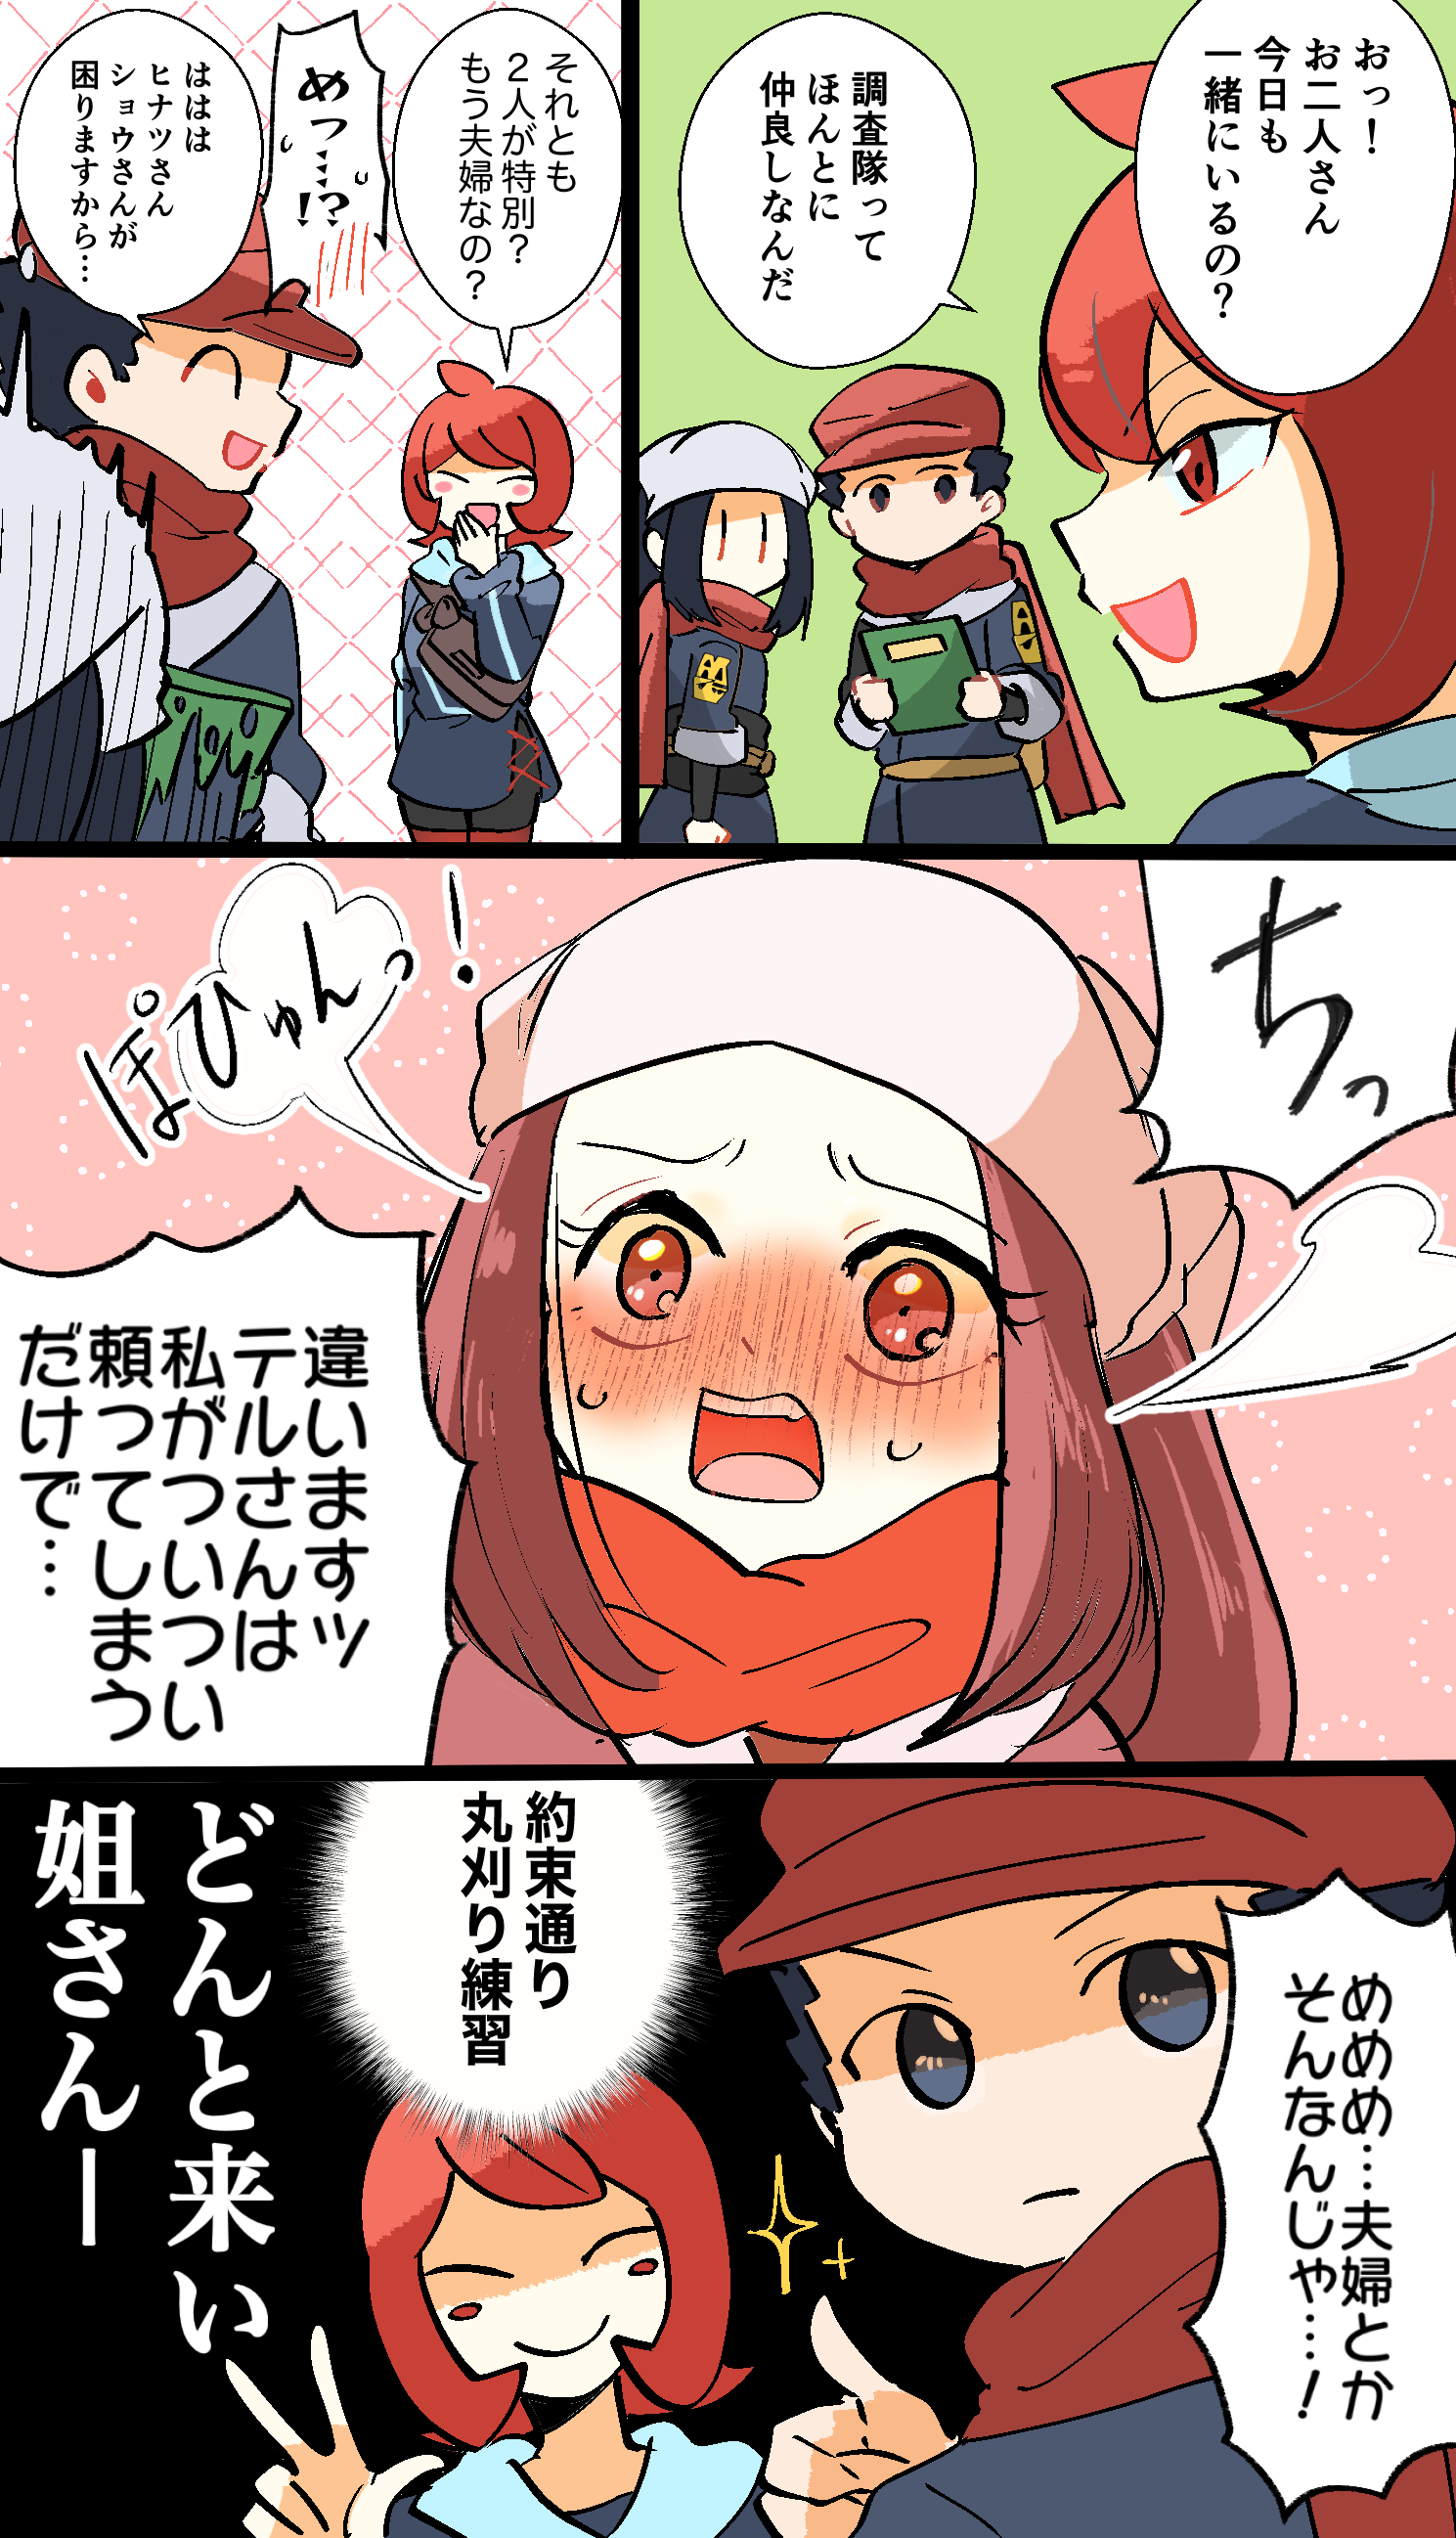 おっ！
お二人さん
今日も
一緒にいるの？
調査隊って
ほんとに
仲良しなんだ
それとも
２人が特別？
もう夫婦なの？
めっ…!?
ははは
ヒナツさん
ショウさんが
困りますから…
ちっ
ぽひゅんっ！
違いますッ
テルさんは
私がついつい
頼ってしまう
だけで…
めめめ…夫婦とか
そんなんじゃ…！
約束通り
丸刈り練習
どんと来い
姐さんー